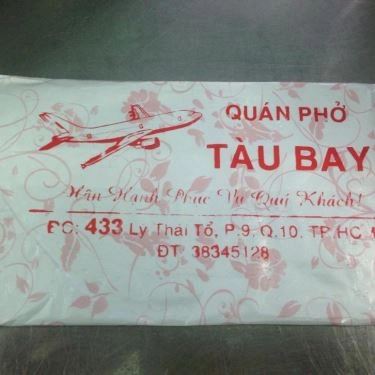 QUÁN PHỞ
TÀU BAY
Hân Hạnh Phục Vụ Quý Khách!
ĐC: 433 Lý Thái Tổ, P.9, Q.10, TP.HC
ĐT: 38345128